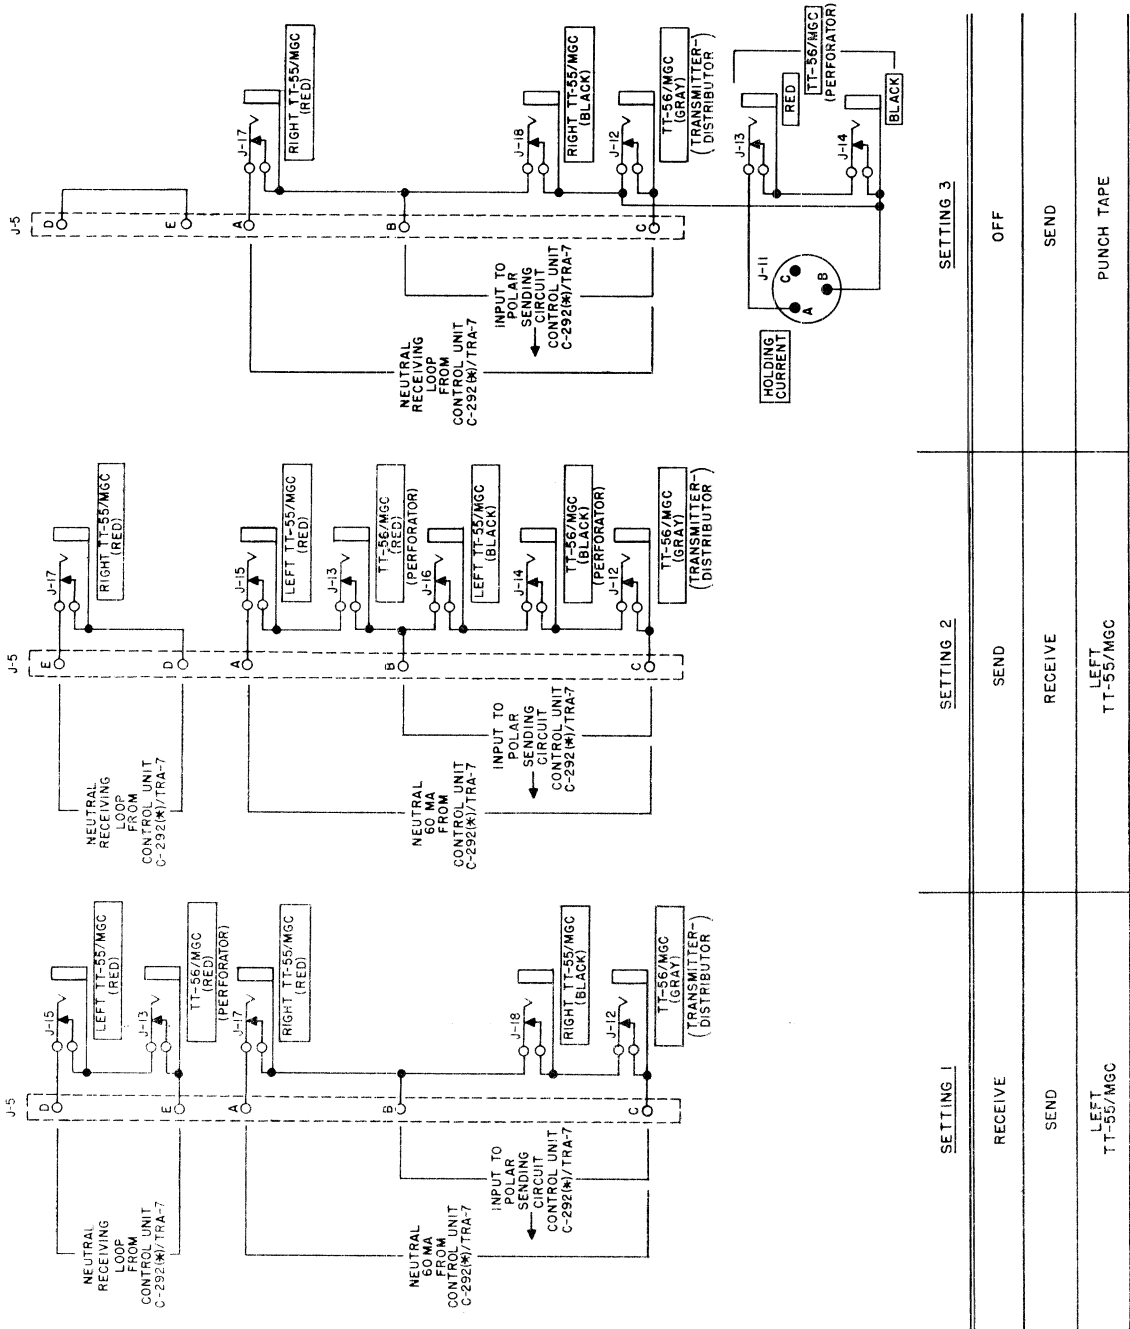 J-5
D
E
A
B
C
J-15
LEFT TT-55/MGC
(RED)
J-13
TT-56/MGC
(RED)
(PERFORATOR)
J-17
RIGHT TT-55/MGC
(RED)
J-18
RIGHT TT-55/MGC
(BLACK)
J-12
TT-56/MGC
(GRAY)
(TRANSMITTER-
DISTRIBUTOR)
NEUTRAL
RECEIVING
LOOP
FROM
CONTROL UNIT
C-292(*)/TRA-7
NEUTRAL
60 MA
FROM
CONTROL UNIT
C-292(*)/TRA-7
INPUT TO
POLAR
SENDING
CIRCUIT
CONTROL UNIT
C-292(*)/TRA-7
SETTING 1
RECEIVE
SEND
LEFT
TT-55/MGC
J-5
E
D
A
B
C
J-17
RIGHT TT-55/MGC
(RED)
J-15
LEFT TT-55/MGC
(RED)
J-13
TT-56/MGC
(RED)
(PERFORATOR)
J-16
LEFT TT-55/MGC
(BLACK)
J-14
TT-56/MGC
(BLACK)
(PERFORATOR)
J-12
TT-56/MGC
(GRAY)
(TRANSMITTER-
DISTRIBUTOR)
NEUTRAL
RECEIVING
LOOP
FROM
CONTROL UNIT
C-292(*)/TRA-7
NEUTRAL
60 MA
FROM
CONTROL UNIT
C-292(*)/TRA-7
INPUT TO
POLAR
SENDING
CIRCUIT
CONTROL UNIT
C-292(*)/TRA-7
SETTING 2
SEND
RECEIVE
LEFT
TT-55/MGC
J-5
D
E
A
B
C
J-17
RIGHT TT-55/MGC
(RED)
J-18
RIGHT TT-55/MGC
(BLACK)
J-12
TT-56/MGC
(GRAY)
(TRANSMITTER-
DISTRIBUTOR)
J-13
RED
J-14
BLACK
TT-56/MGC
(PERFORATOR)
NEUTRAL
RECEIVING
LOOP
FROM
CONTROL UNIT
C-292(*)/TRA-7
INPUT TO
POLAR
SENDING
CIRCUIT
CONTROL UNIT
C-292(*)/TRA-7
J-11
A
B
C
HOLDING
CURRENT
SETTING 3
OFF
SEND
PUNCH TAPE